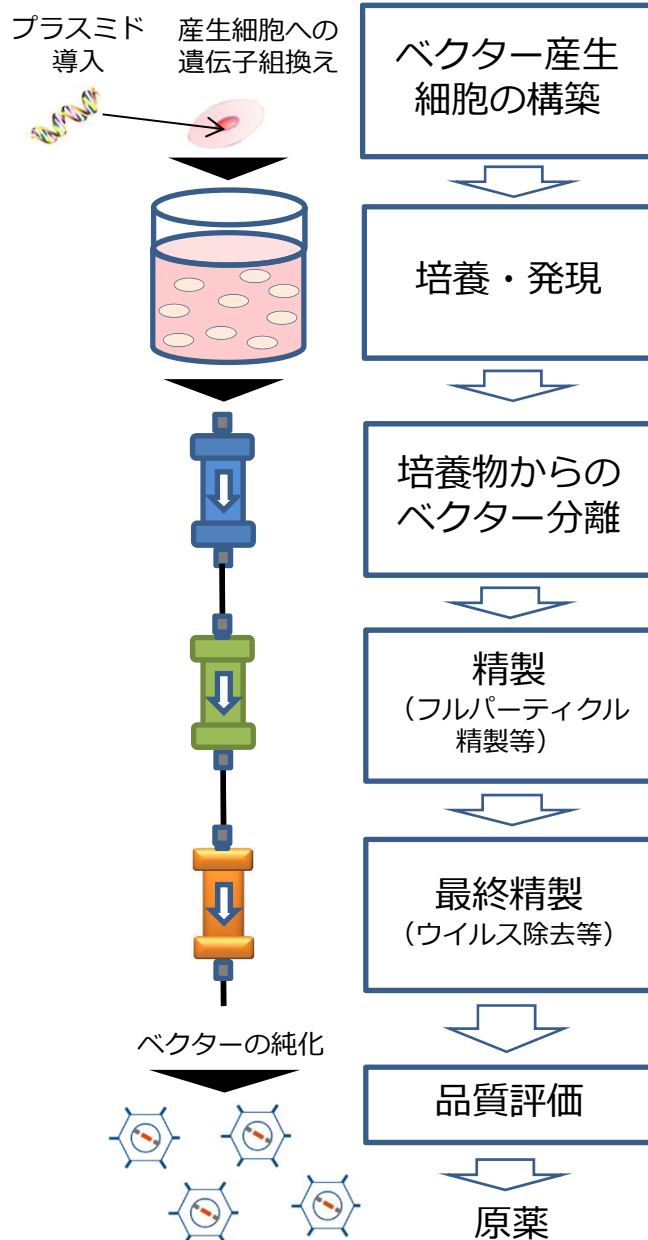 プラスミド
導入
産生細胞への
遺伝子組換え
ベクター産生
細胞の構築
培養・発現
培養物からの
ベクター分離
精製
（フルパーティクル
精製等）
最終精製
（ウイルス除去等）
ベクターの純化
品質評価
原薬